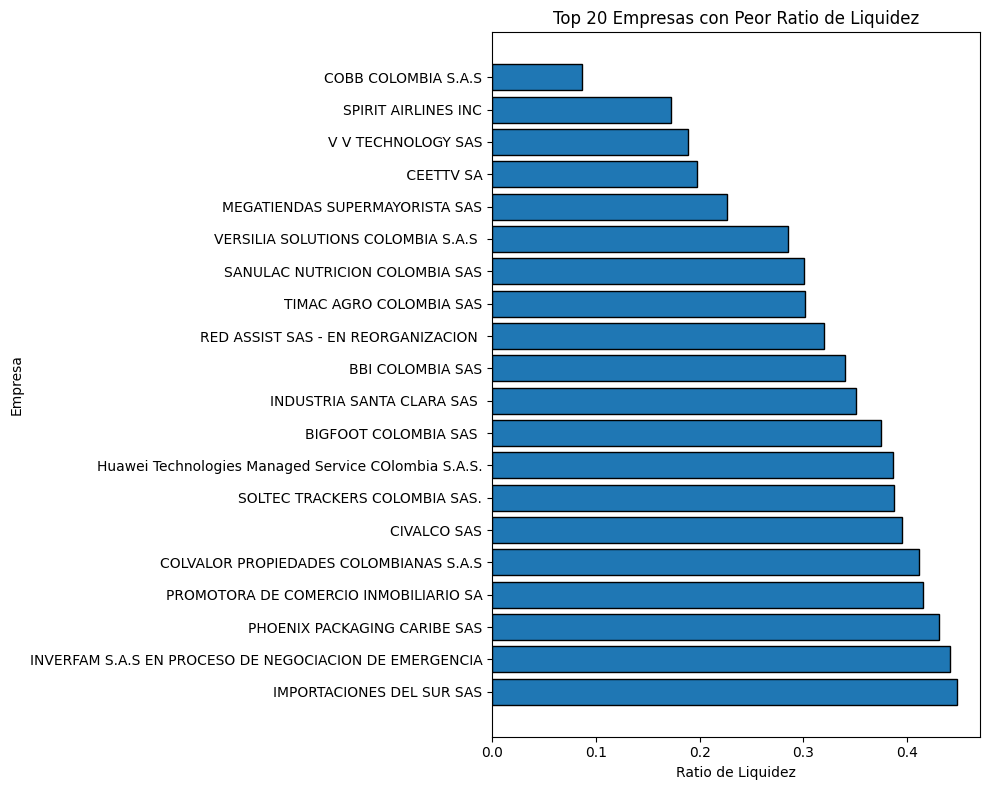 Top 20 Empresas con Peor Ratio de Liquidez
COBB COLOMBIA S.A.S
SPIRIT AIRLINES INC
V V TECHNOLOGY SAS
CEETTV SA
MEGATIENDAS SUPERMAYORISTA SAS
VERSILIA SOLUTIONS COLOMBIA S.A.S
SANULAC NUTRICION COLOMBIA SAS
TIMAC AGRO COLOMBIA SAS
RED ASSIST SAS - EN REORGANIZACION
BBI COLOMBIA SAS
INDUSTRIA SANTA CLARA SAS
BIGFOOT COLOMBIA SAS
Huawei Technologies Managed Service COlombia S.A.S.
SOLTEC TRACKERS COLOMBIA SAS.
CIVALCO SAS
COLVALOR PROPIEDADES COLOMBIANAS S.A.S
PROMOTORA DE COMERCIO INMOBILIARIO SA
PHOENIX PACKAGING CARIBE SAS
INVERFAM S.A.S EN PROCESO DE NEGOCIACION DE EMERGENCIA
IMPORTACIONES DEL SUR SAS
Empresa
0.0 0.1 0.2 0.3 0.4
Ratio de Liquidez